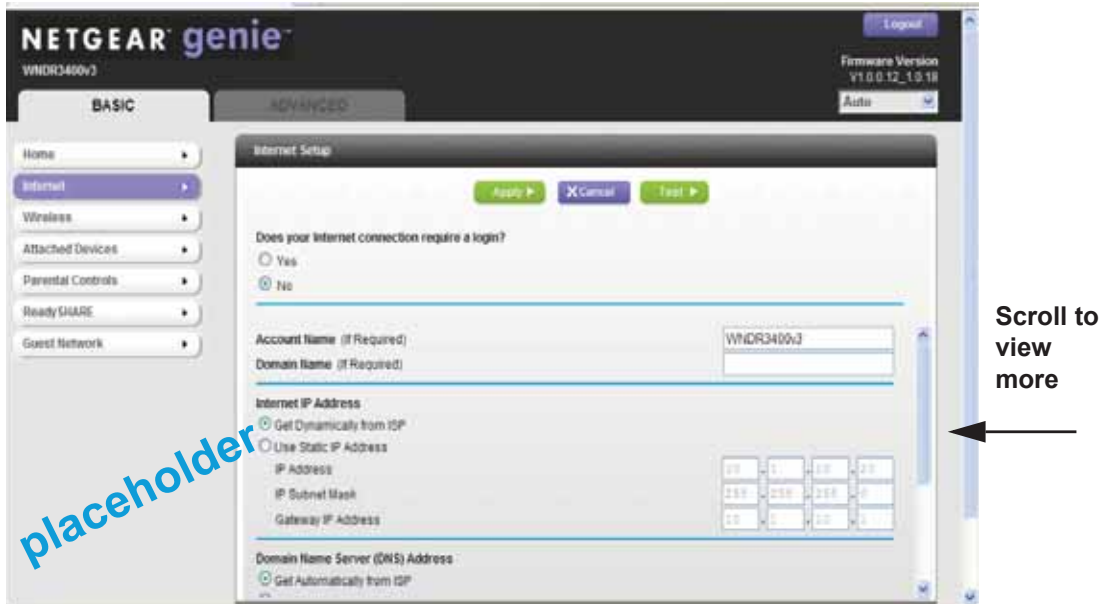 NETGEAR genie
WNDR3400v3
Logout
Firmware Version
V1.0.0.12_1.0.18
Auto
BASIC
ADVANCED
Home
Internet
Wireless
Attached Devices
Parental Controls
ReadySHARE
Guest Network
Internet Setup
Apply
X Cancel
Test
Does your Internet connection require a login?
Yes
No
Account Name (If Required)
WNDR3400v3
Domain Name (If Required)
Internet IP Address
Get Dynamically from ISP
Use Static IP Address
IP Address
IP Subnet Mask
255 . 255 . 255 . 0
Gateway IP Address
Domain Name Server (DNS) Address
Get Automatically from ISP
placeholder
Scroll to
view
more